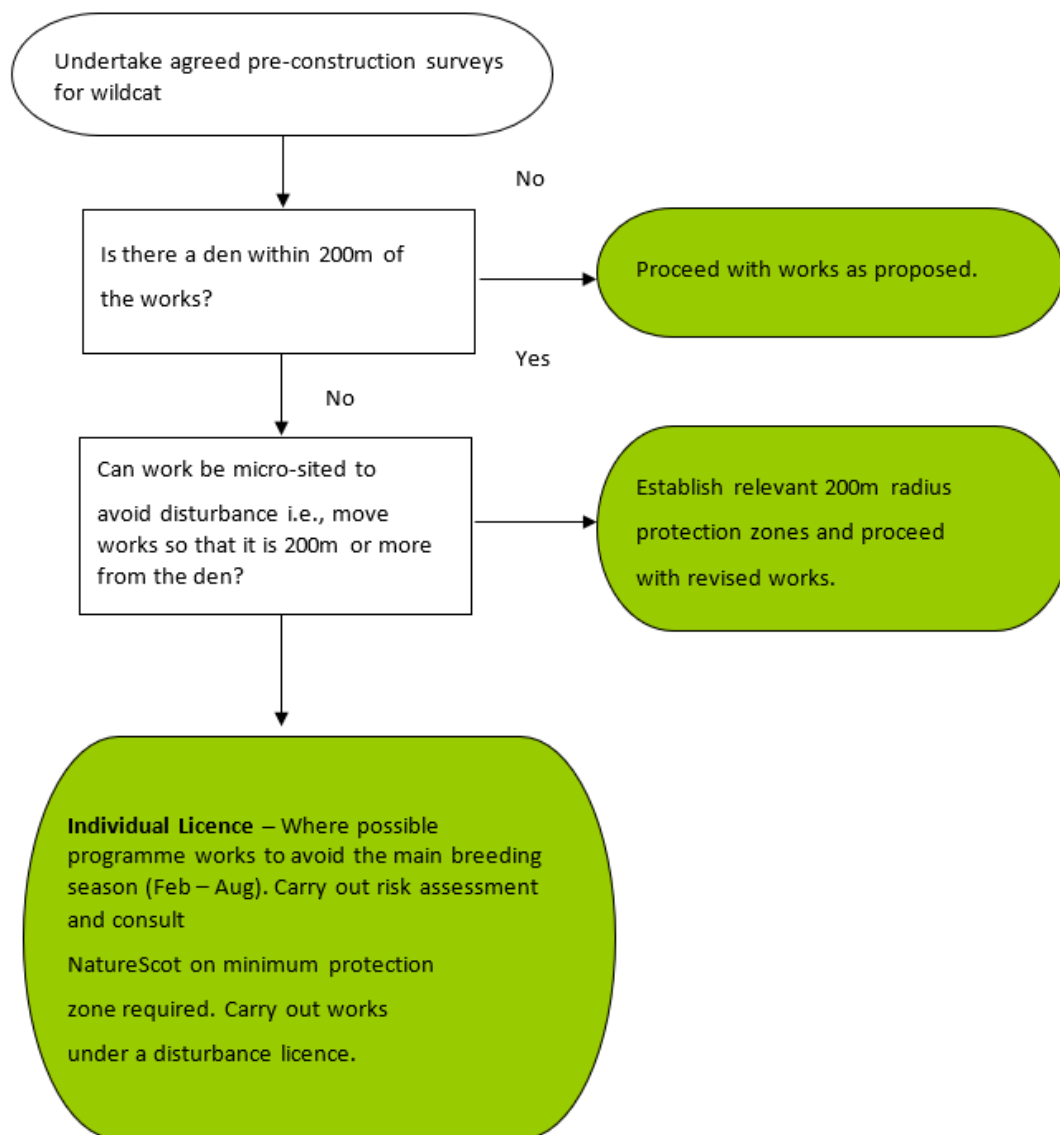 Undertake agreed pre-construction surveys
for wildcat
No
Is there a den within 200m of
the works?
Proceed with works as proposed.
Yes
No
Can work be micro-sited to
avoid disturbance i.e., move
works so that it is 200m or more
from the den?
Establish relevant 200m radius
protection zones and proceed
with revised works.
Individual Licence – Where possible
programme works to avoid the main breeding
season (Feb – Aug). Carry out risk assessment
and consult
NatureScot on minimum protection
zone required. Carry out works
under a disturbance licence.